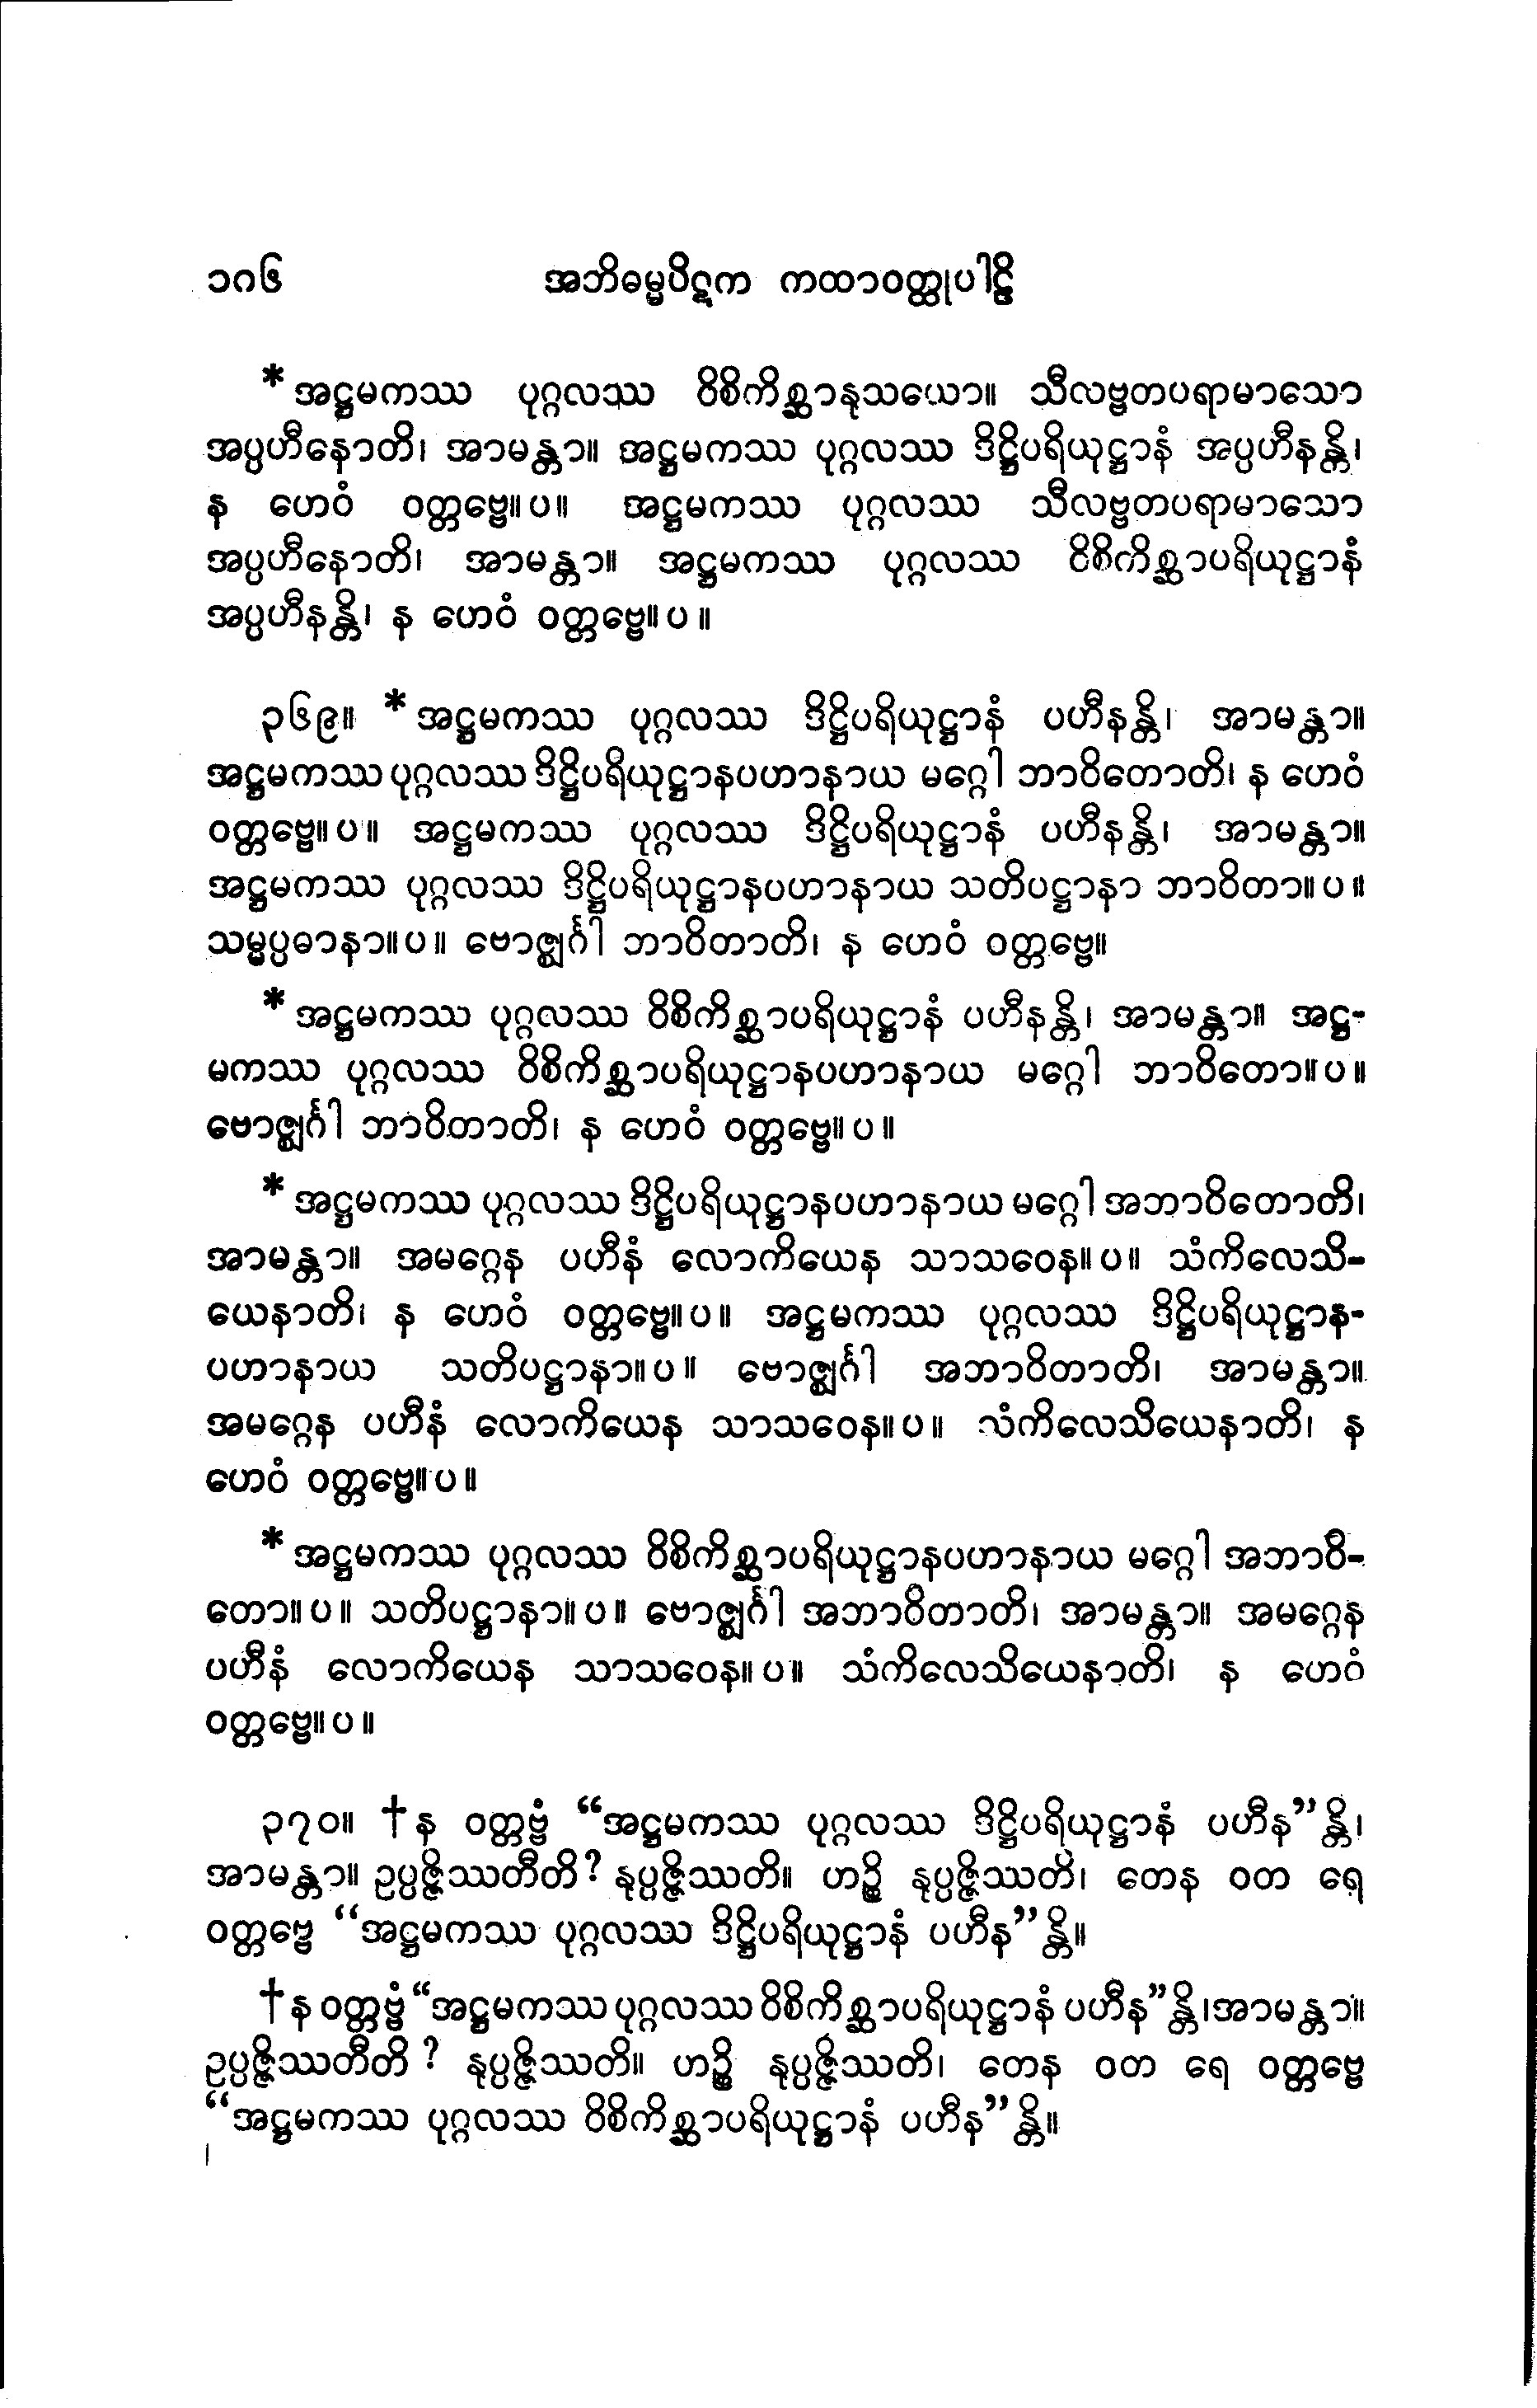 ၁၈၆ အဘိဓမ္မပိဋက ကထာဝတ္ထုပါဠိ
*အဋ္ဌမကဿ ပုဂ္ဂလဿ ဝိစိကိစ္ဆာနုသယော။ သီလဗ္ဗတပရာမာသော
အပ္ပဟီနောတိ၊ အာမန္တာ။ အဋ္ဌမကဿ ပုဂ္ဂလဿ ဒိဋ္ဌိပရိယုဋ္ဌာနံ အပ္ပဟီနန္တိ၊
န ဟေဝံ ဝတ္တဗ္ဗေ။ ပ။ အဋ္ဌမကဿ ပုဂ္ဂလဿ သီလဗ္ဗတပရာမာသော
အပ္ပဟီနောတိ၊ အာမန္တာ။ အဋ္ဌမကဿ ပုဂ္ဂလဿ ဝိစိကိစ္ဆာပရိယုဋ္ဌာနံ
အပ္ပဟီနန္တိ၊ န ဟေဝံ ဝတ္တဗ္ဗေ။ ပ ။
၃၆၉။ *အဋ္ဌမကဿ ပုဂ္ဂလဿ ဒိဋ္ဌိပရိယုဋ္ဌာနံ ပဟီနန္တိ၊ အာမန္တာ။
အဋ္ဌမကဿ ပုဂ္ဂလဿ ဒိဋ္ဌိပရိယုဋ္ဌာနပဟာနာယ မဂ္ဂေါ ဘာဝိတောတိ၊ န ဟေဝံ
ဝတ္တဗ္ဗေ။ ပ။ အဋ္ဌမကဿ ပုဂ္ဂလဿ ဒိဋ္ဌိပရိယုဋ္ဌာနံ ပဟီနန္တိ၊ အာမန္တာ။
အဋ္ဌမကဿ ပုဂ္ဂလဿ ဒိဋ္ဌိပရိယုဋ္ဌာနပဟာနာယ သတိပဋ္ဌာနာ ဘာဝိတာ။ ပ။
သမ္မပ္ပဓာနာ။ ပ။ ဗောဇ္ဈင်္ဂါ ဘာဝိတာတိ၊ န ဟေဝံ ဝတ္တဗ္ဗေ။
*အဋ္ဌမကဿ ပုဂ္ဂလဿ ဝိစိကိစ္ဆာပရိယုဋ္ဌာနံ ပဟီနန္တိ၊ အာမန္တာ။ အဋ္ဌ-
မကဿ ပုဂ္ဂလဿ ဝိစိကိစ္ဆာပရိယုဋ္ဌာနပဟာနာယ မဂ္ဂေါ ဘာဝိတော။ ပ။
ဗောဇ္ဈင်္ဂါ ဘာဝိတာတိ၊ န ဟေဝံ ဝတ္တဗ္ဗေ။ ပ ။
*အဋ္ဌမကဿ ပုဂ္ဂလဿ ဒိဋ္ဌိပရိယုဋ္ဌာနပဟာနာယ မဂ္ဂေါ အဘာဝိတောတိ၊
အာမန္တာ။ အမဂ္ဂေန ပဟီနံ လောကိယေန သာသဝေန။ ပ။ သံကိလေသိ-
ယေနာတိ၊ န ဟေဝံ ဝတ္တဗ္ဗေ။ ပ။ အဋ္ဌမကဿ ပုဂ္ဂလဿ ဒိဋ္ဌိပရိယုဋ္ဌာန-
ပဟာနာယ သတိပဋ္ဌာနာ။ ပ။ ဗောဇ္ဈင်္ဂါ အဘာဝိတာတိ၊ အာမန္တာ။
အမဂ္ဂေန ပဟီနံ လောကိယေန သာသဝေန။ ပ။ သံကိလေသိယေနာတိ၊ န
ဟေဝံ ဝတ္တဗ္ဗေ။ ပ ။
*အဋ္ဌမကဿ ပုဂ္ဂလဿ ဝိစိကိစ္ဆာပရိယုဋ္ဌာနပဟာနာယ မဂ္ဂေါ အဘာဝိ-
တော။ ပ။ သတိပဋ္ဌာနာ။ ပ။ ဗောဇ္ဈင်္ဂါ အဘာဝိတာတိ၊ အာမန္တာ။ အမဂ္ဂေန
ပဟီနံ လောကိယေန သာသဝေန။ ပ။ သံကိလေသိယေနာတိ၊ န ဟေဝံ
ဝတ္တဗ္ဗေ။ ပ ။
၃၇၀။ †န ဝတ္တဗ္ဗံ “အဋ္ဌမကဿ ပုဂ္ဂလဿ ဒိဋ္ဌိပရိယုဋ္ဌာနံ ပဟီန”န္တိ၊
အာမန္တာ။ ဥပ္ပဇ္ဇိဿတီတိ? နုပ္ပဇ္ဇိဿတိ။ ဟဉ္စိ နုပ္ပဇ္ဇိဿတိ၊ တေန ဝတ ရေ
ဝတ္တဗ္ဗေ “အဋ္ဌမကဿ ပုဂ္ဂလဿ ဒိဋ္ဌိပရိယုဋ္ဌာနံ ပဟီန”န္တိ။
†န ဝတ္တဗ္ဗံ “အဋ္ဌမကဿ ပုဂ္ဂလဿ ဝိစိကိစ္ဆာပရိယုဋ္ဌာနံ ပဟီန”န္တိ၊ အာမန္တာ။
ဥပ္ပဇ္ဇိဿတီတိ ? နုပ္ပဇ္ဇိဿတိ။ ဟဉ္စိ နုပ္ပဇ္ဇိဿတိ၊ တေန ဝတ ရေ ဝတ္တဗ္ဗေ
“အဋ္ဌမကဿ ပုဂ္ဂလဿ ဝိစိကိစ္ဆာပရိယုဋ္ဌာနံ ပဟီန”န္တိ။